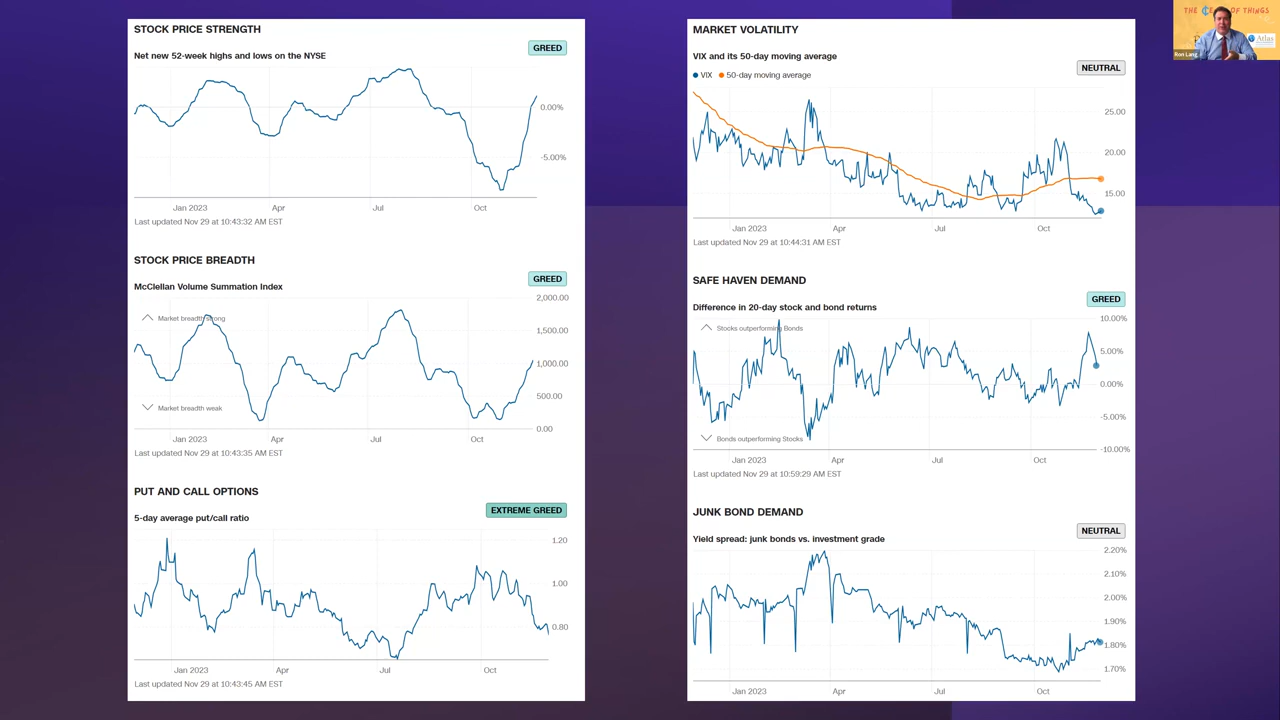 STOCK PRICE STRENGTH
GREED
Net new 52-week highs and lows on the NYSE
0.00%
-5.00%
Jan 2023 Apr Jul Oct
Last updated Nov 29 at 10:43:32 AM EST
STOCK PRICE BREADTH
GREED
McClellan Volume Summation Index
2,000.00
Market breadth strong
1,500.00
1,000.00
500.00
Market breadth weak
0.00
Jan 2023 Apr Jul Oct
Last updated Nov 29 at 10:43:35 AM EST
PUT AND CALL OPTIONS
EXTREME GREED
5-day average put/call ratio
1.20
1.00
0.80
Jan 2023 Apr Jul Oct
Last updated Nov 29 at 10:43:45 AM EST
MARKET VOLATILITY
VIX and its 50-day moving average
NEUTRAL
VIX 50-day moving average
25.00
20.00
15.00
Jan 2023 Apr Jul Oct
Last updated Nov 29 at 10:44:31 AM EST
SAFE HAVEN DEMAND
GREED
Difference in 20-day stock and bond returns
10.00%
Stocks outperforming Bonds
5.00%
0.00%
-5.00%
Bonds outperforming Stocks
-10.00%
Jan 2023 Apr Jul Oct
Last updated Nov 29 at 10:59:29 AM EST
JUNK BOND DEMAND
NEUTRAL
Yield spread: junk bonds vs. investment grade
2.20%
2.10%
2.00%
1.90%
1.80%
1.70%
Jan 2023 Apr Jul Oct
THE OF THINGS
Atlas
Ron Lang